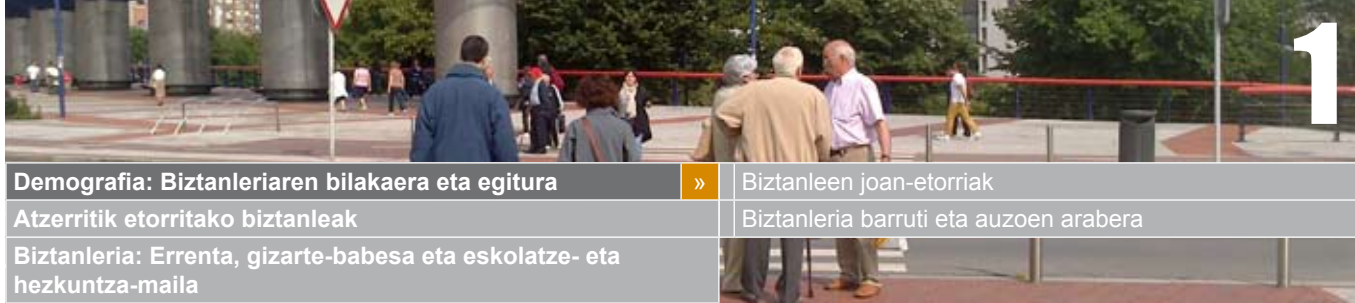 1
Demografia: Biztanleriaren bilakaera eta egitura »
Biztanleen joan-etorriak
Atzerritik etorritako biztanleak
Biztanleria barruti eta auzoen arabera
Biztanleria: Errenta, gizarte-babesa eta eskolatze- eta
hezkuntza-maila